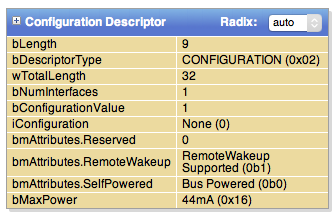 Configuration Descriptor Radix: auto
bLength 9
bDescriptorType CONFIGURATION (0x02)
wTotalLength 32
bNumInterfaces 1
bConfigurationValue 1
iConfiguration None (0)
bmAttributes.Reserved 0
bmAttributes.RemoteWakeup RemoteWakeup
Supported (0b1)
bmAttributes.SelfPowered Bus Powered (0b0)
bMaxPower 44mA (0x16)